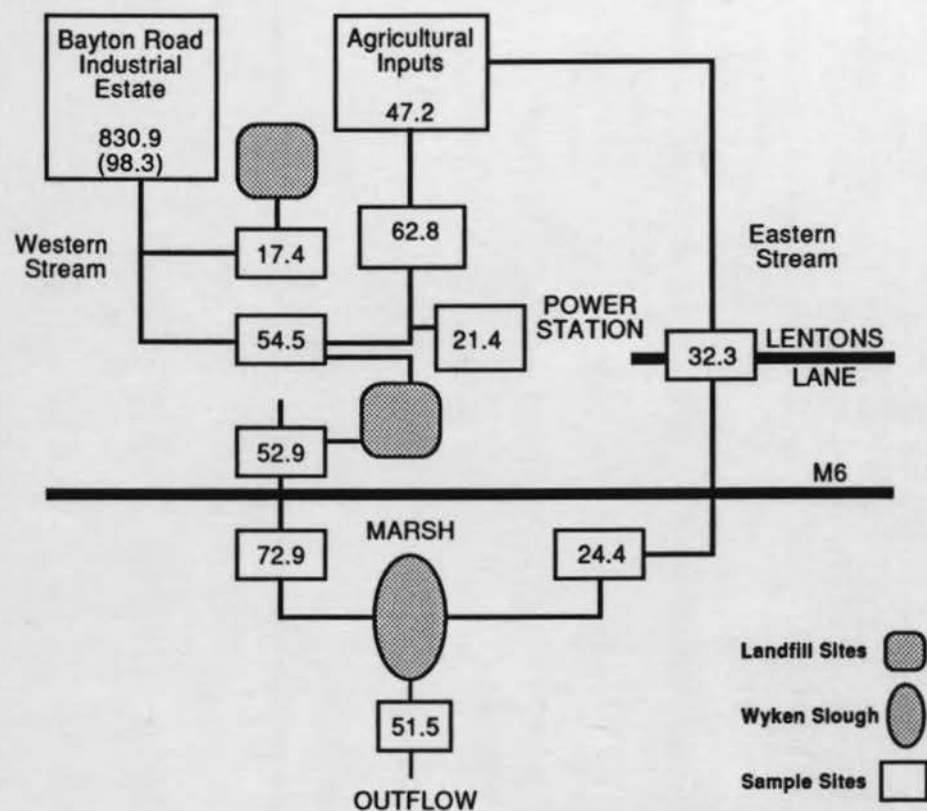 Bayton Road
Industrial
Estate
830.9
(98.3)
Agricultural
Inputs
47.2
Western
Stream
17.4
62.8
Eastern
Stream
54.5
21.4
POWER
STATION
32.3
LENTONS
LANE
52.9
M6
72.9
MARSH
24.4
51.5
OUTFLOW
Landfill Sites
Wyken Slough
Sample Sites